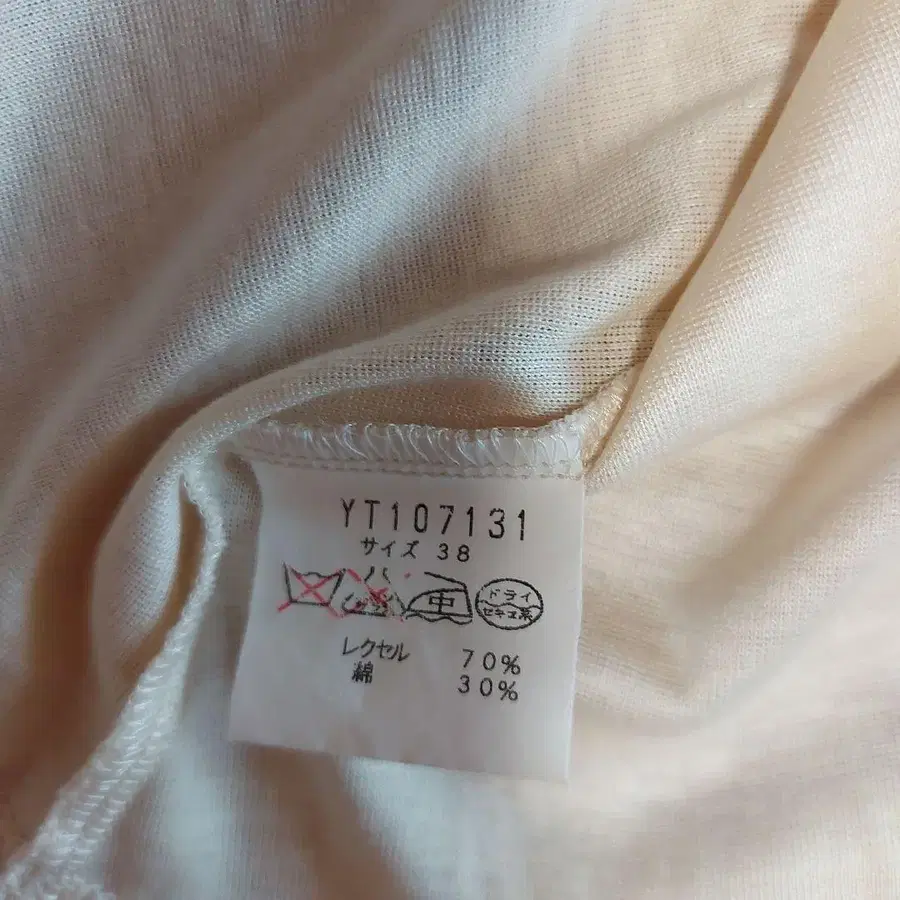 YT107131
サイズ 38
中 ドライ
セキユ系
レクセル 70%
綿 30%